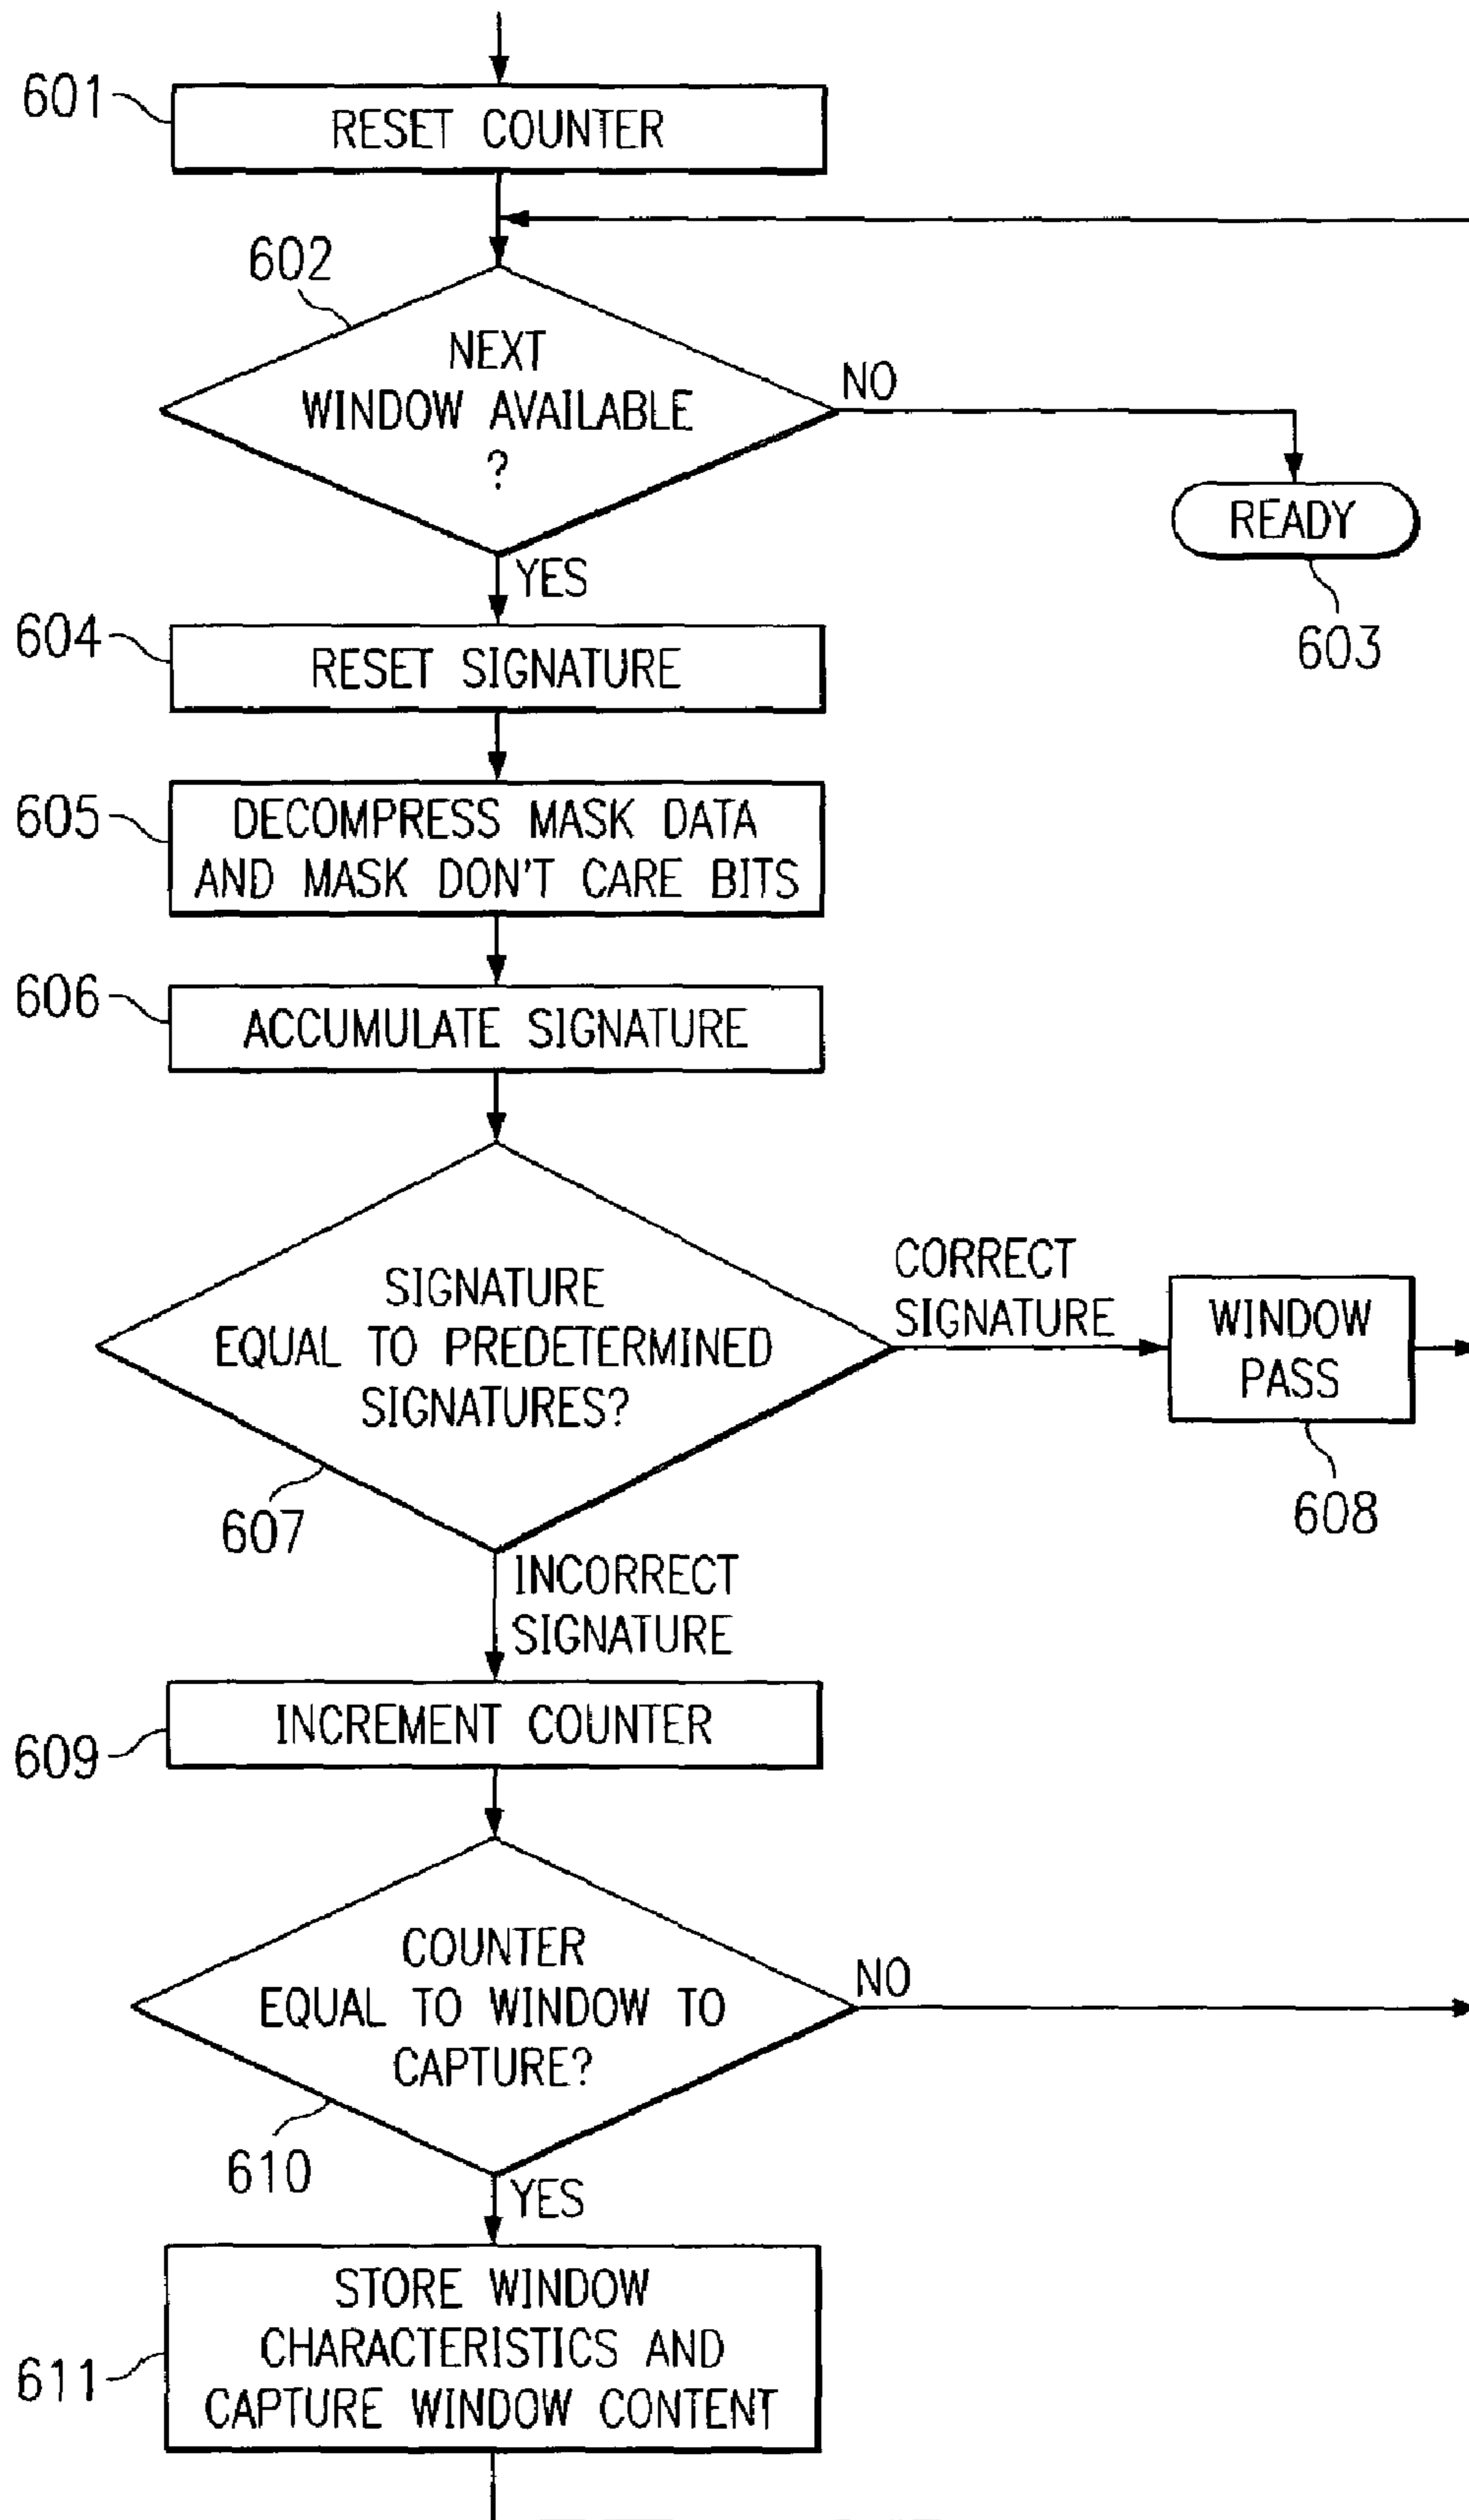 601
RESET COUNTER
602
NEXT
WINDOW AVAILABLE
?
NO
READY
603
YES
604
RESET SIGNATURE
605
DECOMPRESS MASK DATA
AND MASK DON'T CARE BITS
606
ACCUMULATE SIGNATURE
SIGNATURE
EQUAL TO PREDETERMINED
SIGNATURES?
607
CORRECT
SIGNATURE
WINDOW
PASS
608
INCORRECT
SIGNATURE
609
INCREMENT COUNTER
COUNTER
EQUAL TO WINDOW TO
CAPTURE?
610
NO
YES
611
STORE WINDOW
CHARACTERISTICS AND
CAPTURE WINDOW CONTENT